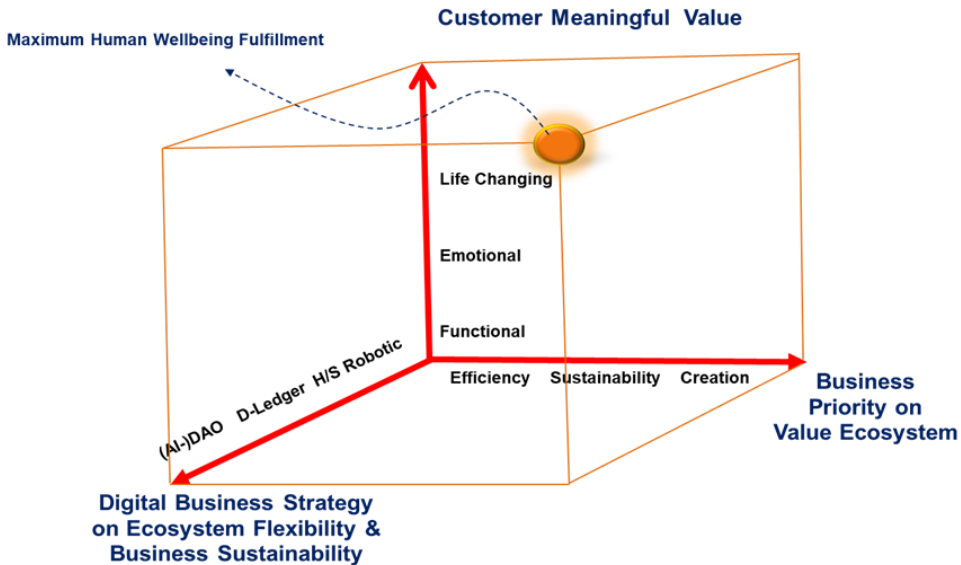 Customer Meaningful Value
Maximum Human Wellbeing Fulfillment
Life Changing
Emotional
Functional
(AI-)DAO D-Ledger H/S Robotic
Efficiency Sustainability Creation
Business
Priority on
Value Ecosystem
Digital Business Strategy
on Ecosystem Flexibility &
Business Sustainability